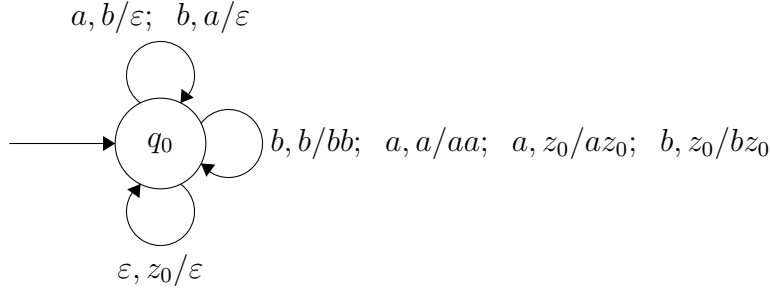 a, b/ε; b, a/ε
q₀
b, b/bb; a, a/aa; a, z₀/az₀; b, z₀/bz₀
ε, z₀/ε